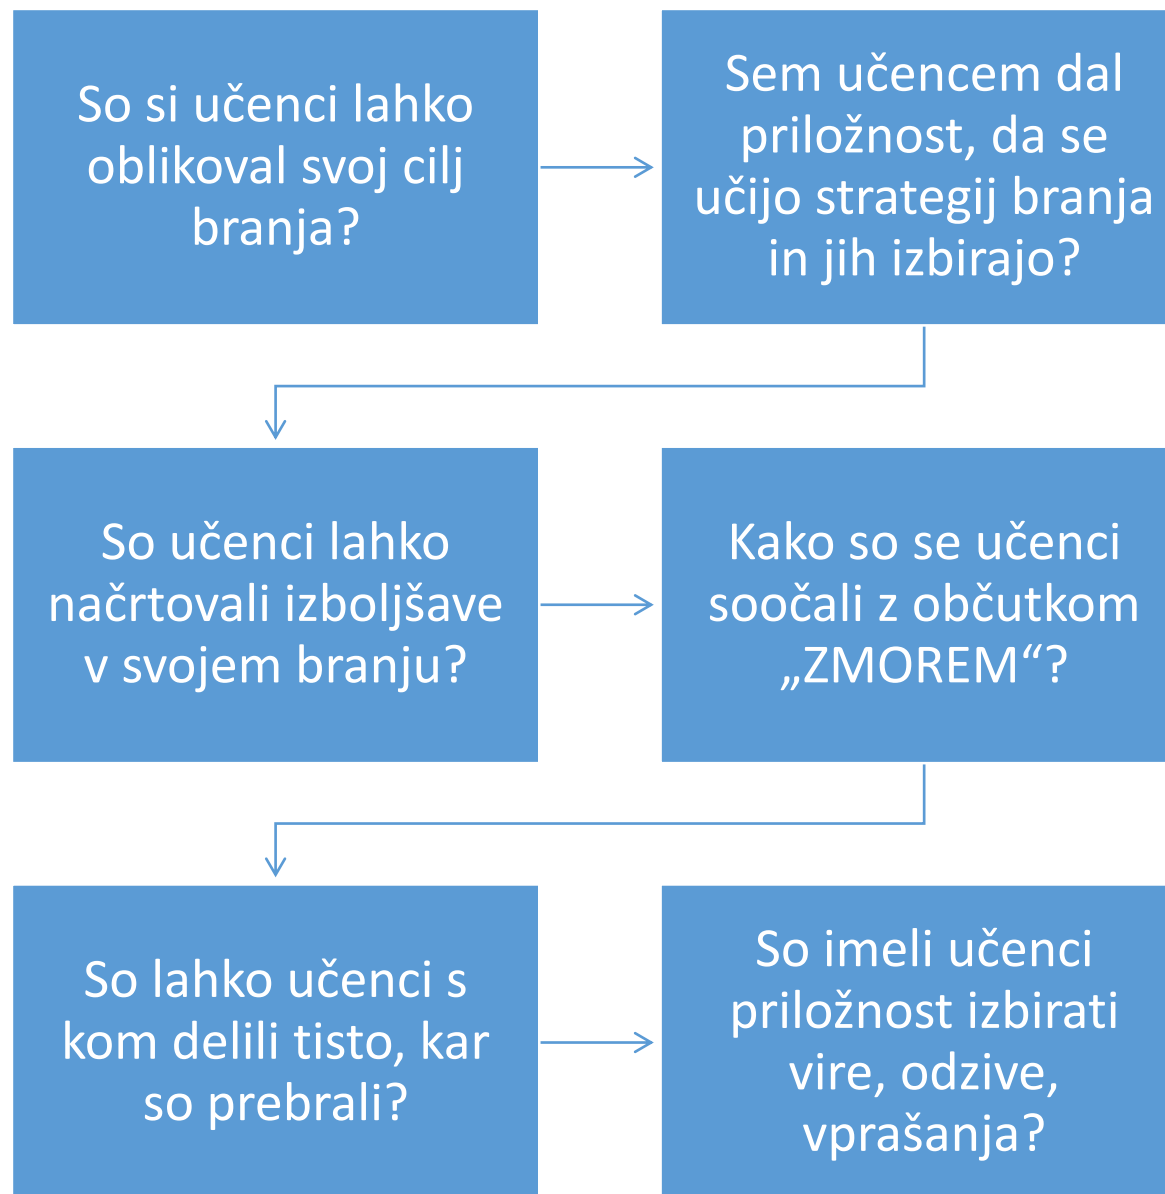 So si učenci lahko
oblikoval svoj cilj
branja?
Sem učencem dal
priložnost, da se
učijo strategij branja
in jih izbirajo?
So učenci lahko
načrtovali izboljšave
v svojem branju?
Kako so se učenci
soočali z občutkom
„ZMOREM“?
So lahko učenci s
kom delili tisto, kar
so prebrali?
So imeli učenci
priložnost izbirati
vire, odzive,
vprašanja?